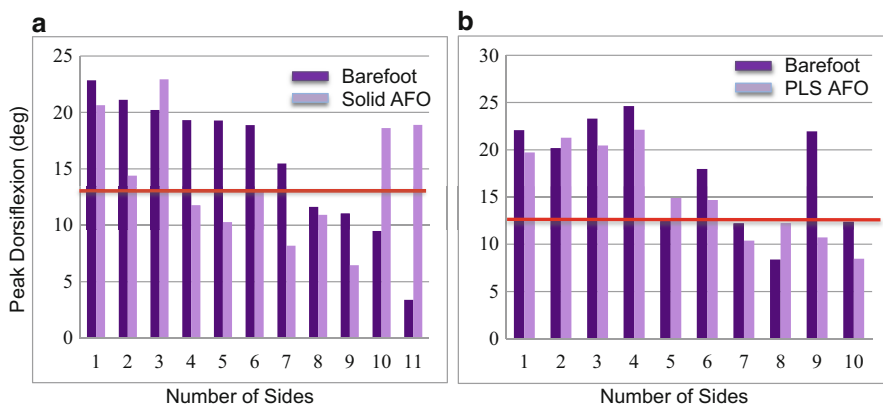 a
Peak Dorsiflexion (deg)
25
20
15
10
5
0
Barefoot
Solid AFO
1 2 3 4 5 6 7 8 9 10 11
Number of Sides
b
30
25
20
15
10
5
0
Barefoot
PLS AFO
1 2 3 4 5 6 7 8 9 10
Number of Sides